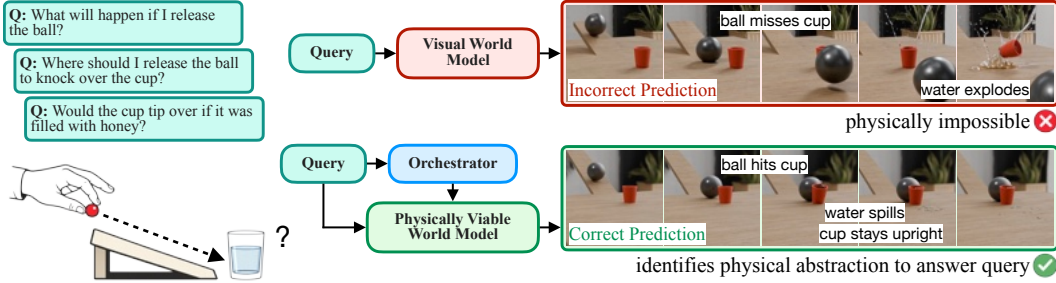 Q: What will happen if I release
the ball?
Q: Where should I release the ball
to knock over the cup?
Q: Would the cup tip over if it was
filled with honey?
?
Query
Visual World
Model
ball misses cup
Incorrect Prediction
water explodes
physically impossible
Query
Orchestrator
Physically Viable
World Model
ball hits cup
water spills
cup stays upright
Correct Prediction
identifies physical abstraction to answer query